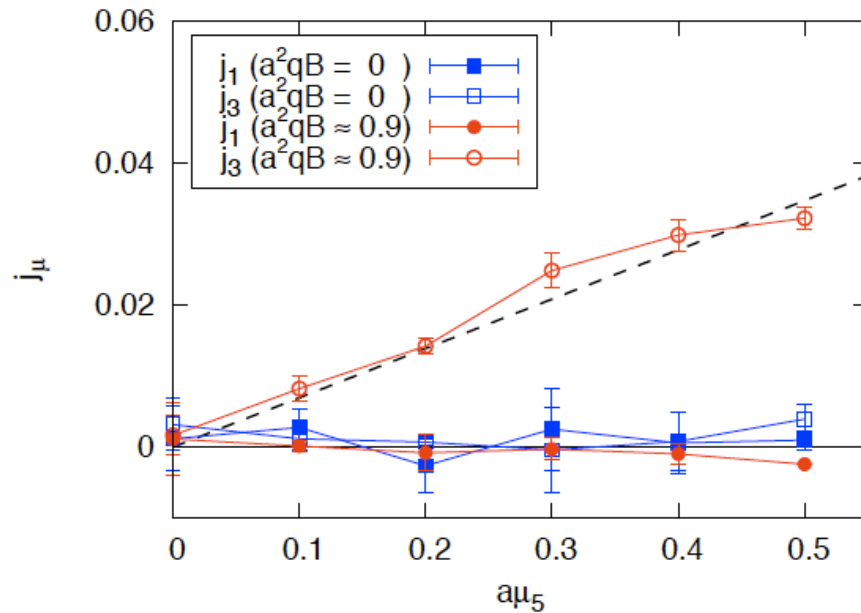 0.06
j₁ (a²qB = 0 )
j₃ (a²qB = 0 )
j₁ (a²qB ≈ 0.9)
j₃ (a²qB ≈ 0.9)
0.04
jμ
0.02
0
0 0.1 0.2 0.3 0.4 0.5
aμ₅